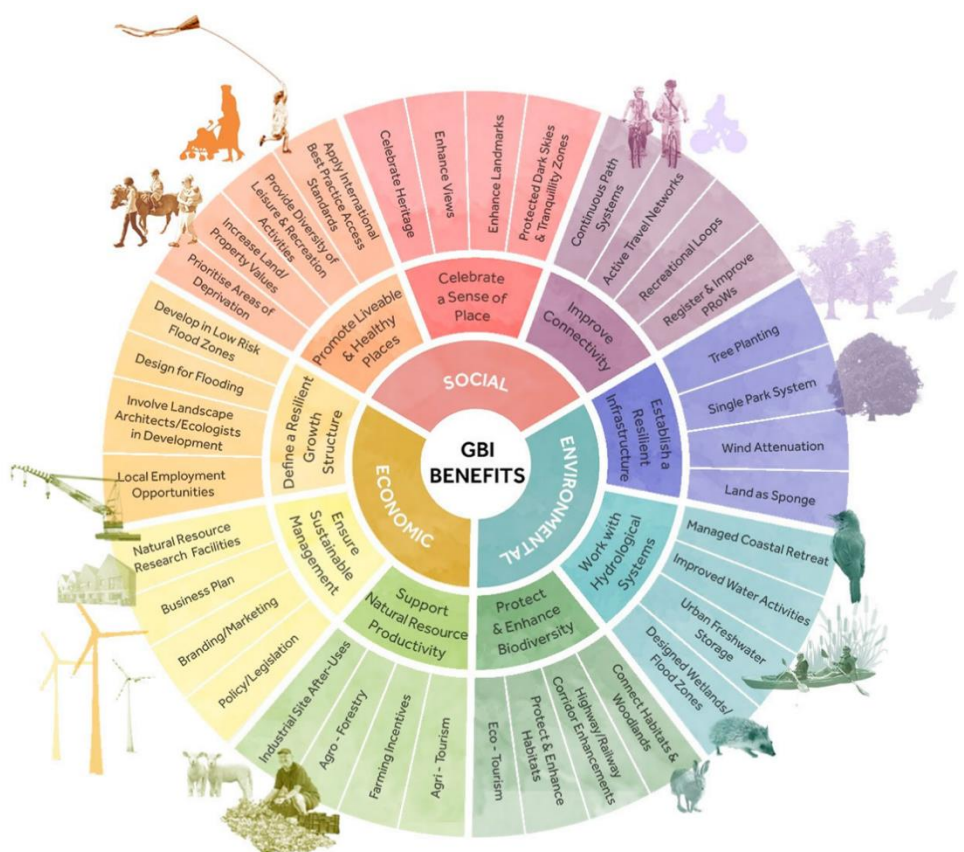 GBI
BENEFITS
SOCIAL
ENVIRONMENTAL
ECONOMIC
Celebrate
a Sense of
Place
Celebrate Heritage
Enhance Views
Enhance Landmarks
Protected Dark Skies
& Tranquillity Zones
Improve
Connectivity
Continuous Path
Systems
Active Travel Networks
Recreational Loops
Register & Improve
PRoWs
Establish a
Resilient
Infrastructure
Tree Planting
Single Park System
Wind Attenuation
Land as Sponge
Work with
Hydrological
Systems
Managed Coastal Retreat
Improved Water Activities
Urban Freshwater
Storage
Designed Wetlands/
Flood Zones
Protect
& Enhance
Biodiversity
Connect Habitats &
Woodlands
Highway/Railway
Corridor Enhancements
Protect & Enhance
Habitats
Eco - Tourism
Support
Natural Resource
Productivity
Agri - Tourism
Farming Incentives
Agro - Forestry
Industrial Site After-Uses
Ensure
Sustainable
Management
Policy/Legislation
Branding/Marketing
Business Plan
Natural Resource
Research Facilities
Define a Resilient
Growth
Structure
Local Employment
Opportunities
Involve Landscape
Architects/Ecologists
in Development
Design for Flooding
Develop in Low Risk
Flood Zones
Promote Liveable
& Healthy
Places
Prioritise Areas of
Deprivation
Increase Land/
Property Values
Provide Diversity of
Leisure & Recreation
Activities
Apply International
Best Practice Access
Standards